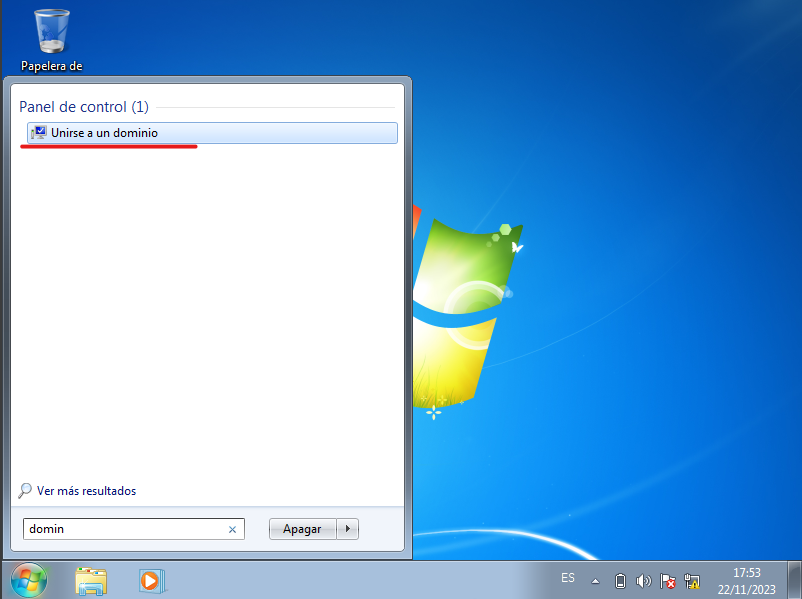 Papelera de
Panel de control (1)
Unirse a un dominio
Ver más resultados
domin
Apagar
ES
17:53
22/11/2023